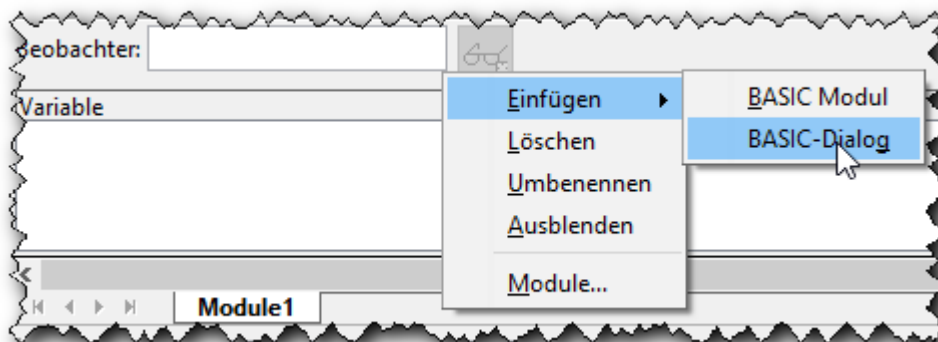 Beobachter:
Variable
Einfügen
Löschen
Umbenennen
Ausblenden
Module...
BASIC Modul
BASIC-Dialog
Module1